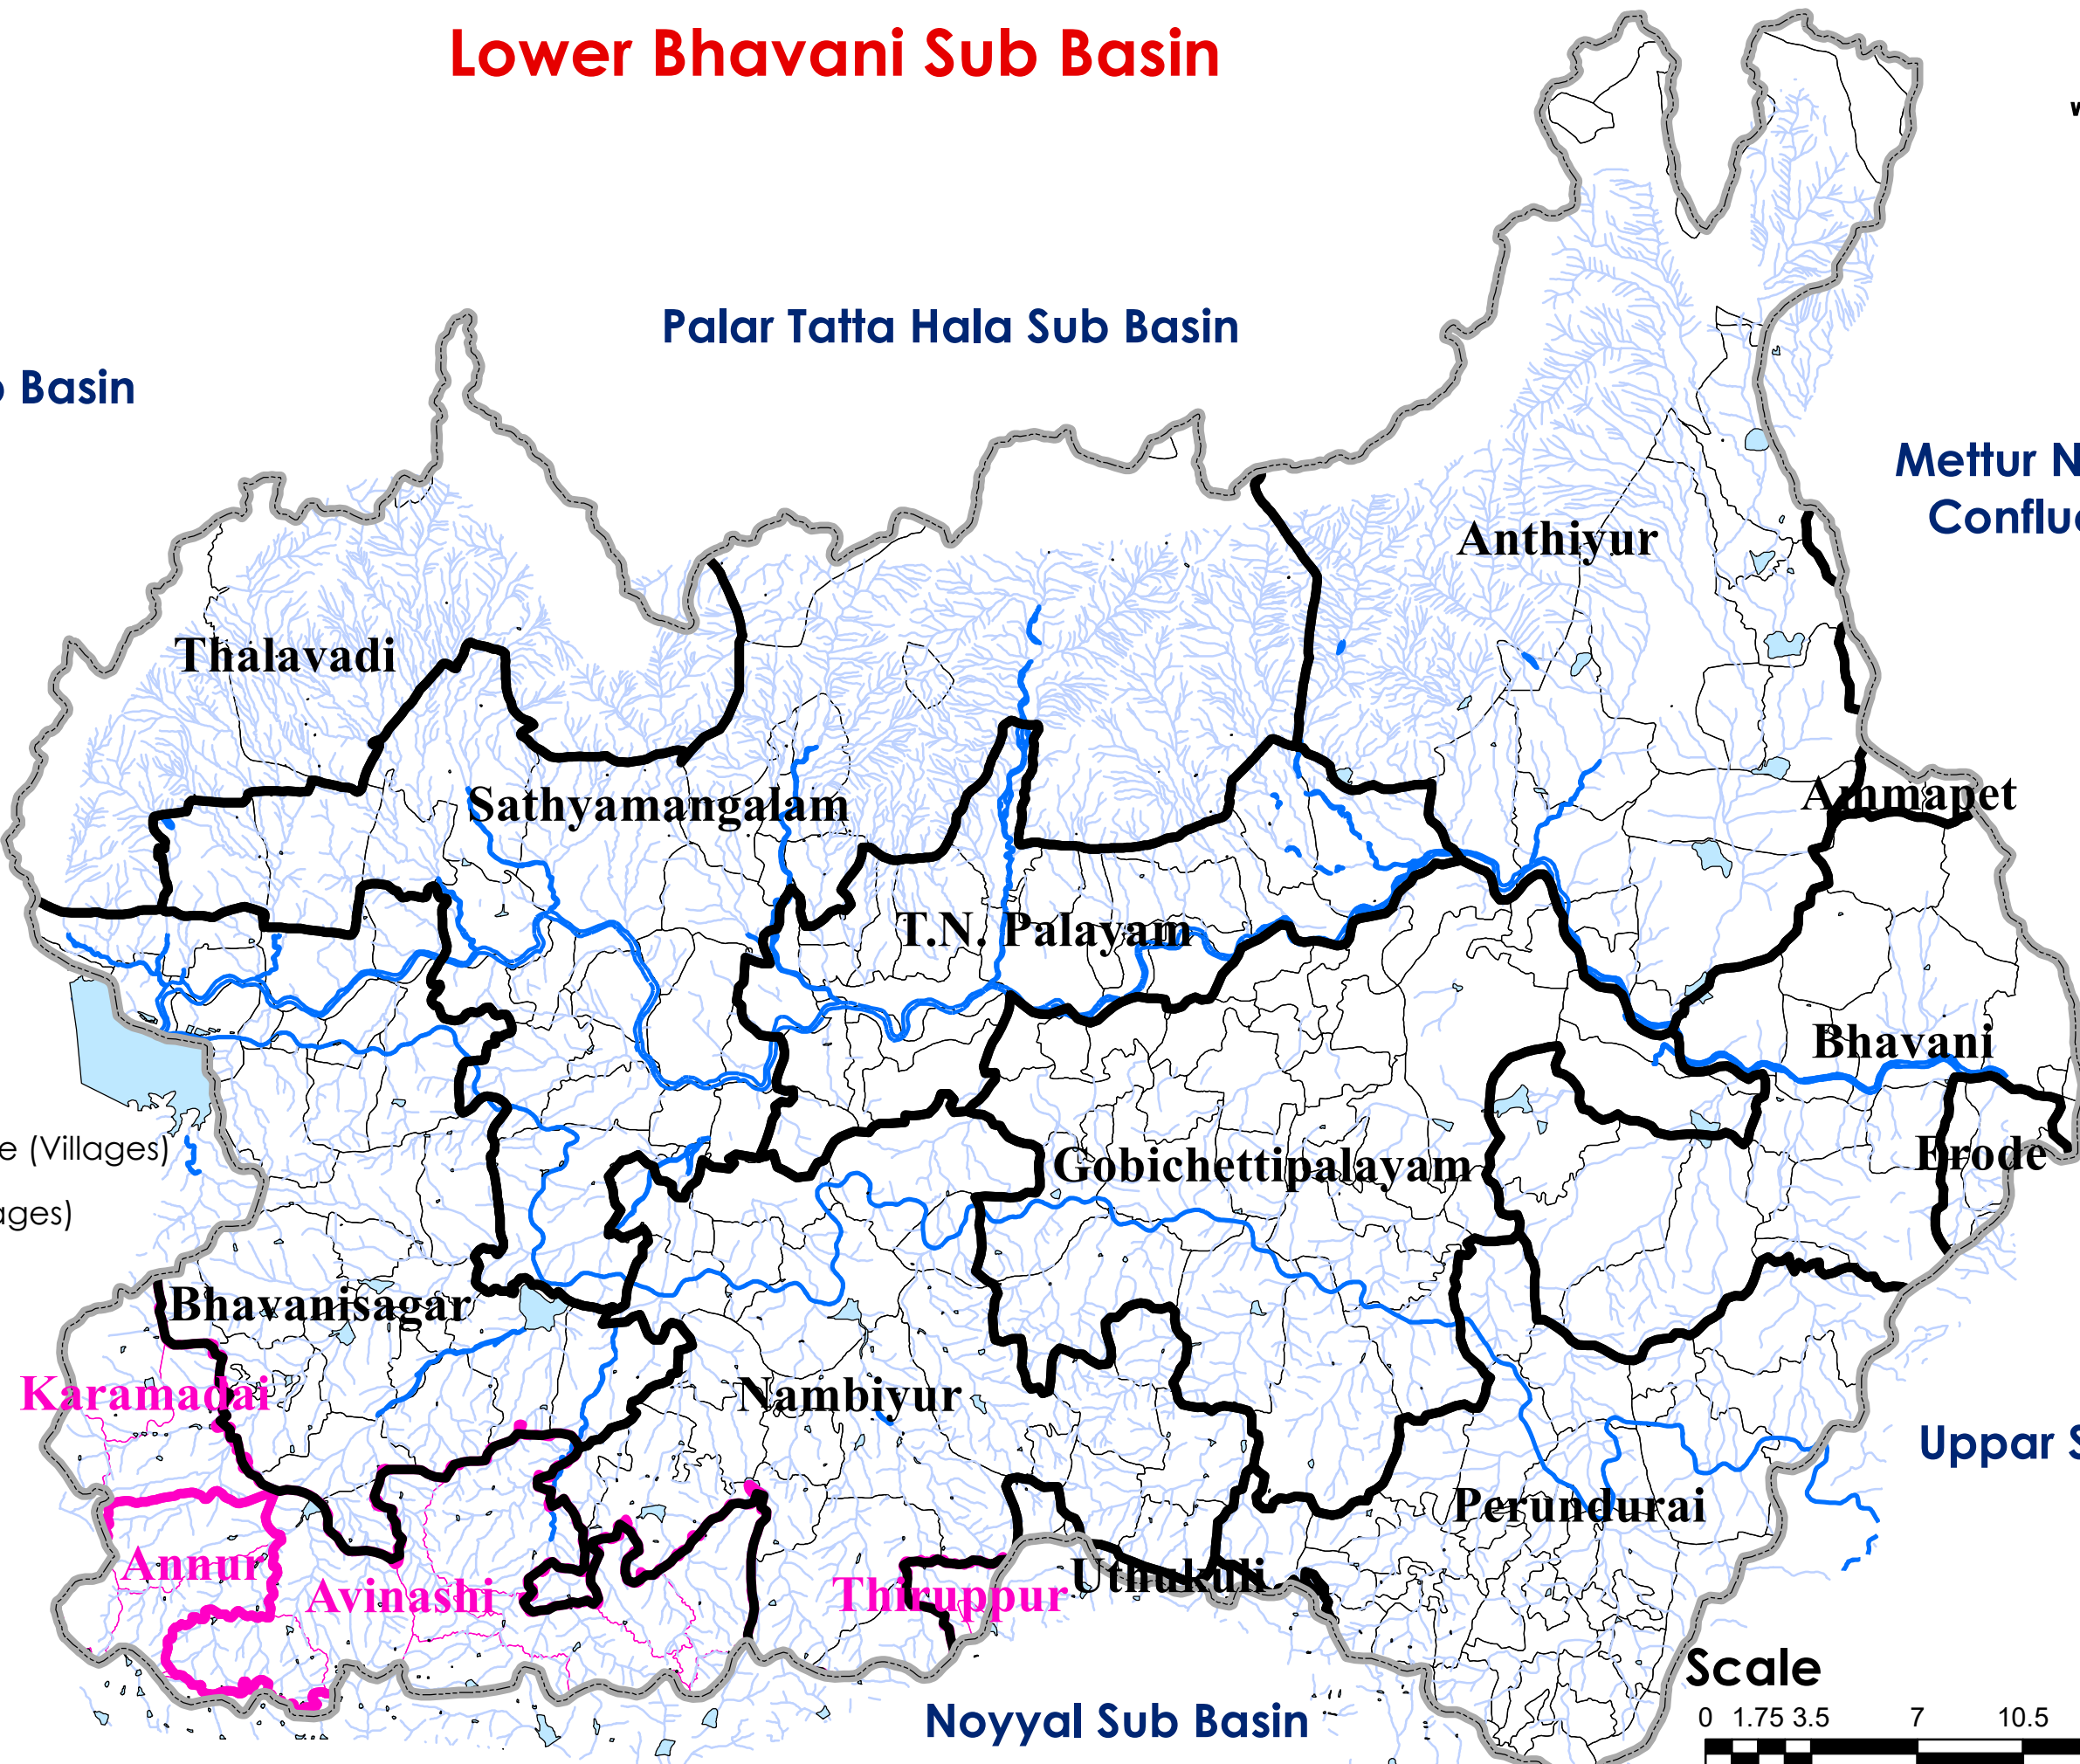 Lower Bhavani Sub Basin
w
Palar Tatta Hala Sub Basin
Basin
Mettur N
Conflu
Anthiyur
Thalavadi
Sathyamangalam
Ammapet
T.N. Palayam
Bhavani
e (Villages)
ages)
Gobichettipalayam
Erode
Bhavanisagar
Karamadai
Nambiyur
Uppar S
Perundurai
Annur
Avinashi
Thiruppur
Uthukuli
Scale
Noyyal Sub Basin
0 1.75 3.5 7 10.5